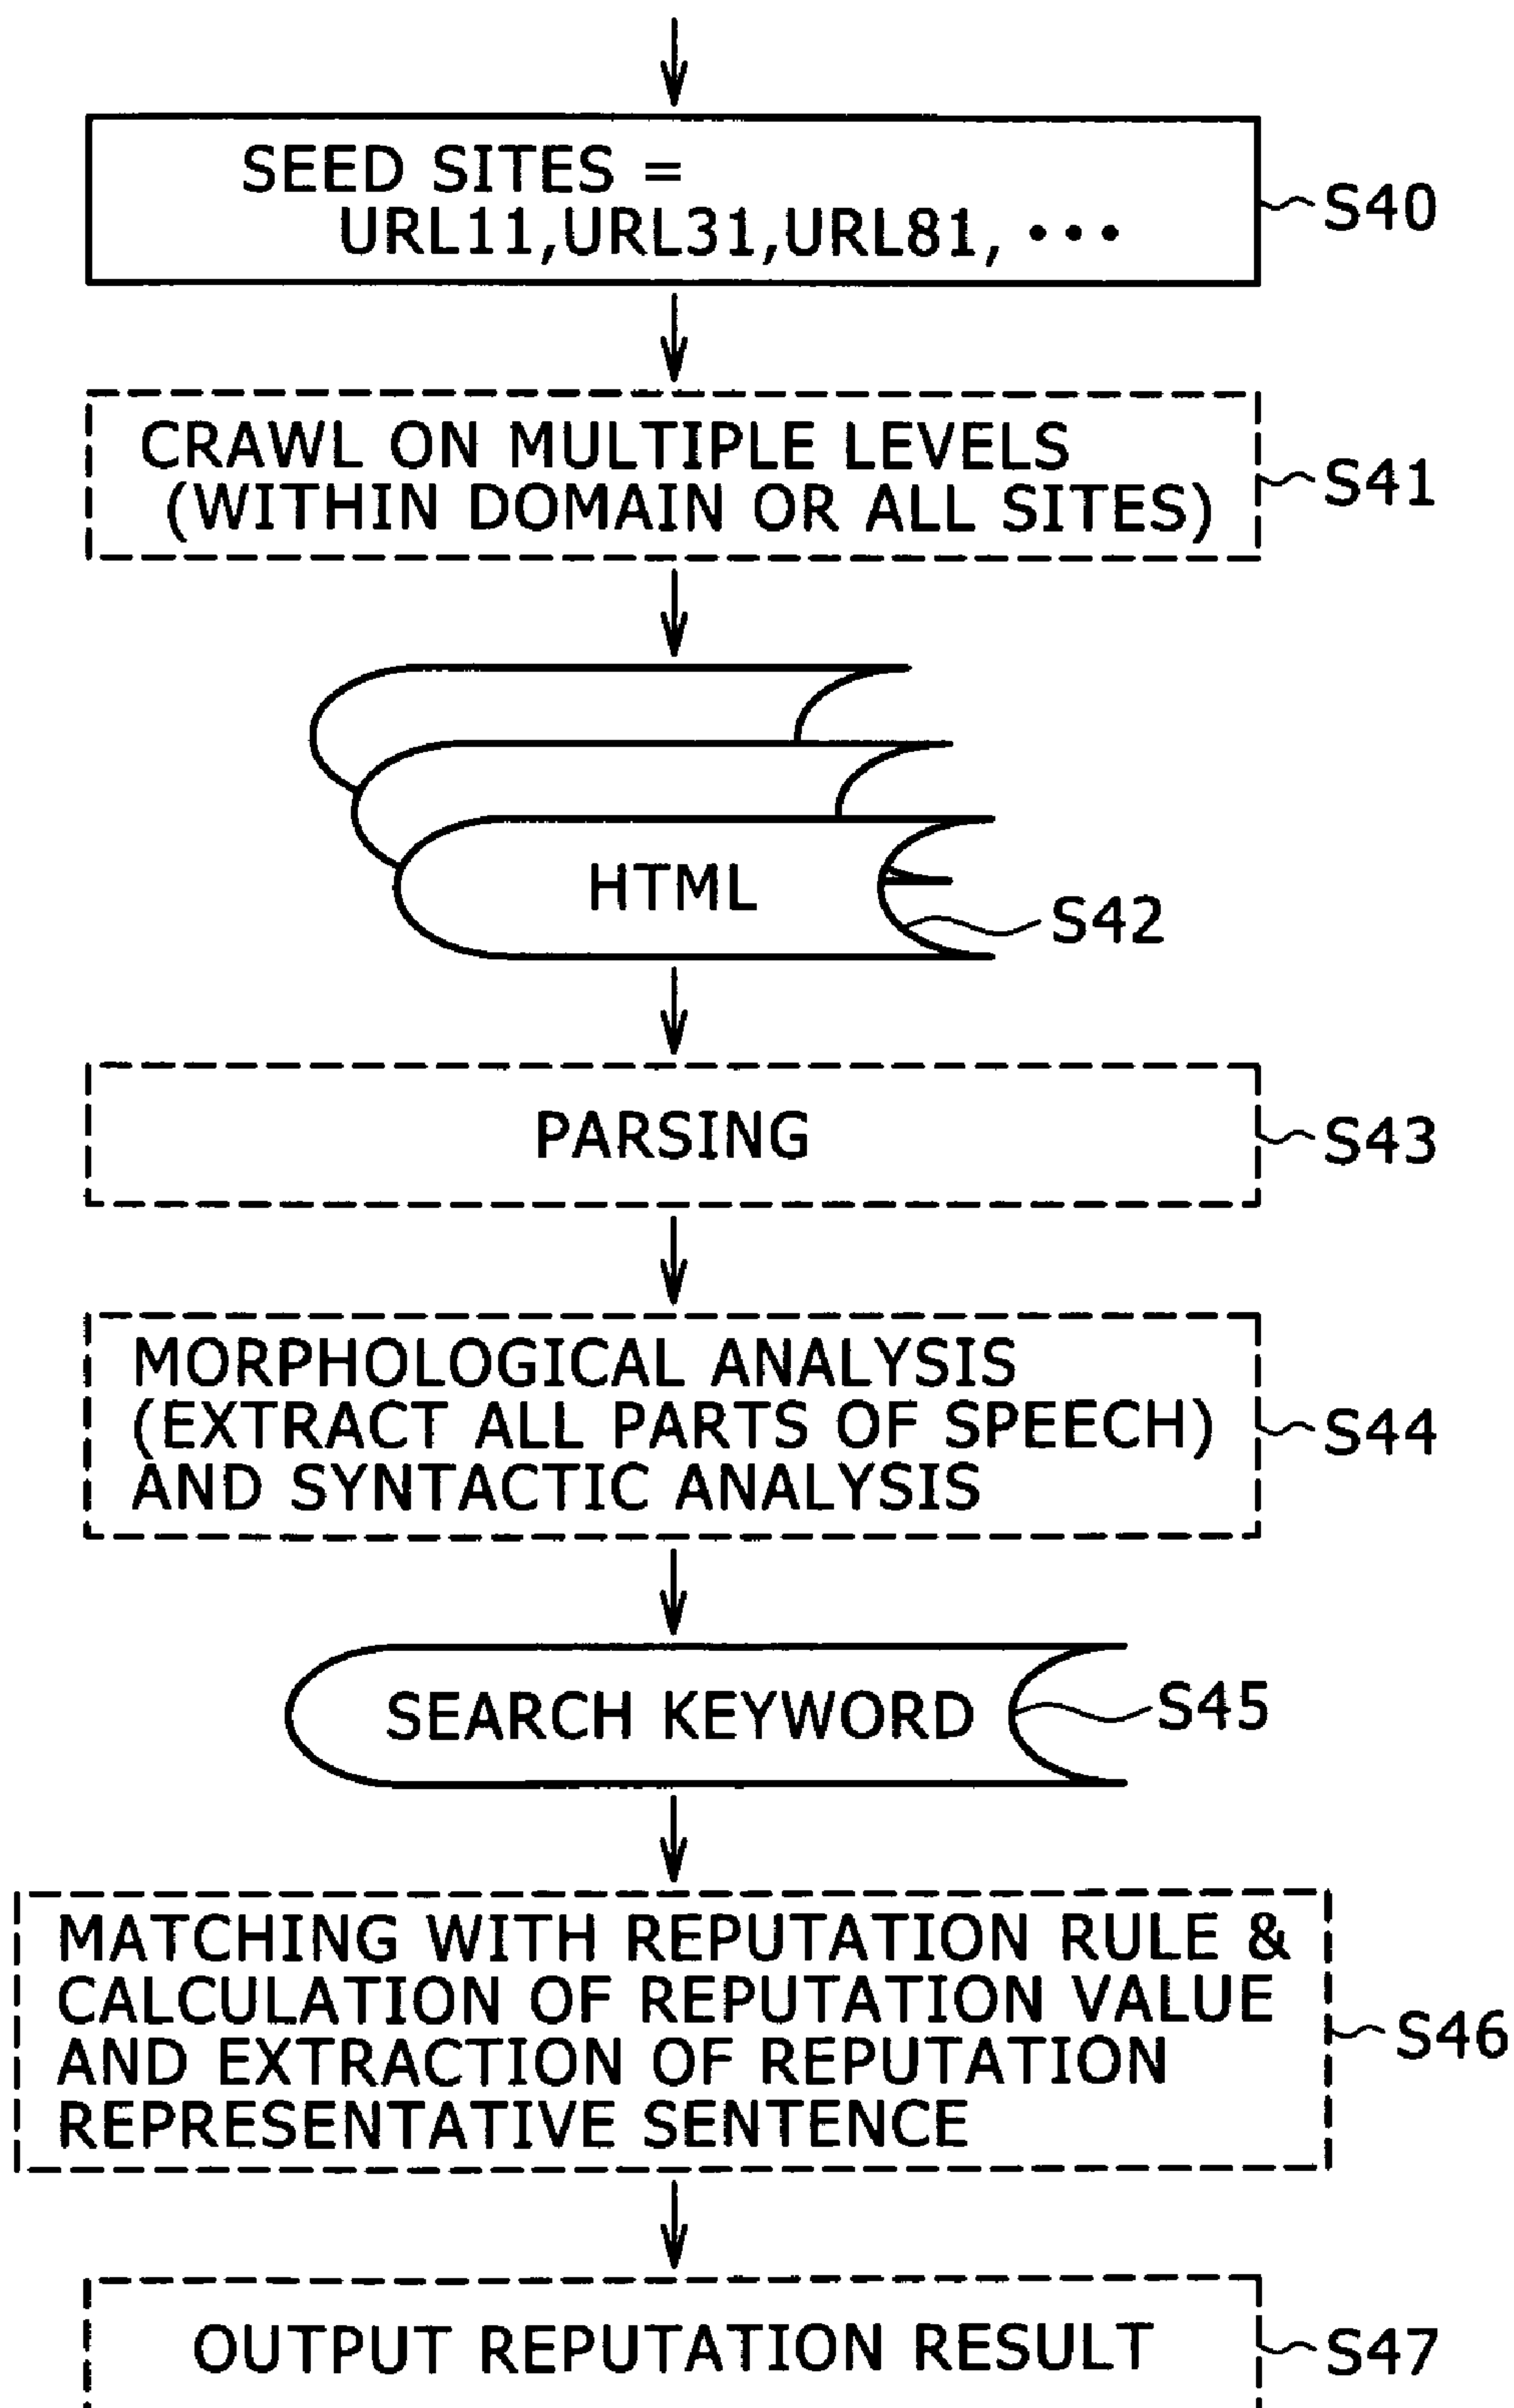 SEED SITES =
URL11,URL31,URL81, •••
S40
CRAWL ON MULTIPLE LEVELS
(WITHIN DOMAIN OR ALL SITES)
S41
HTML
S42
PARSING
S43
MORPHOLOGICAL ANALYSIS
(EXTRACT ALL PARTS OF SPEECH)
AND SYNTACTIC ANALYSIS
S44
SEARCH KEYWORD
S45
MATCHING WITH REPUTATION RULE &
CALCULATION OF REPUTATION VALUE
AND EXTRACTION OF REPUTATION
REPRESENTATIVE SENTENCE
S46
OUTPUT REPUTATION RESULT
S47